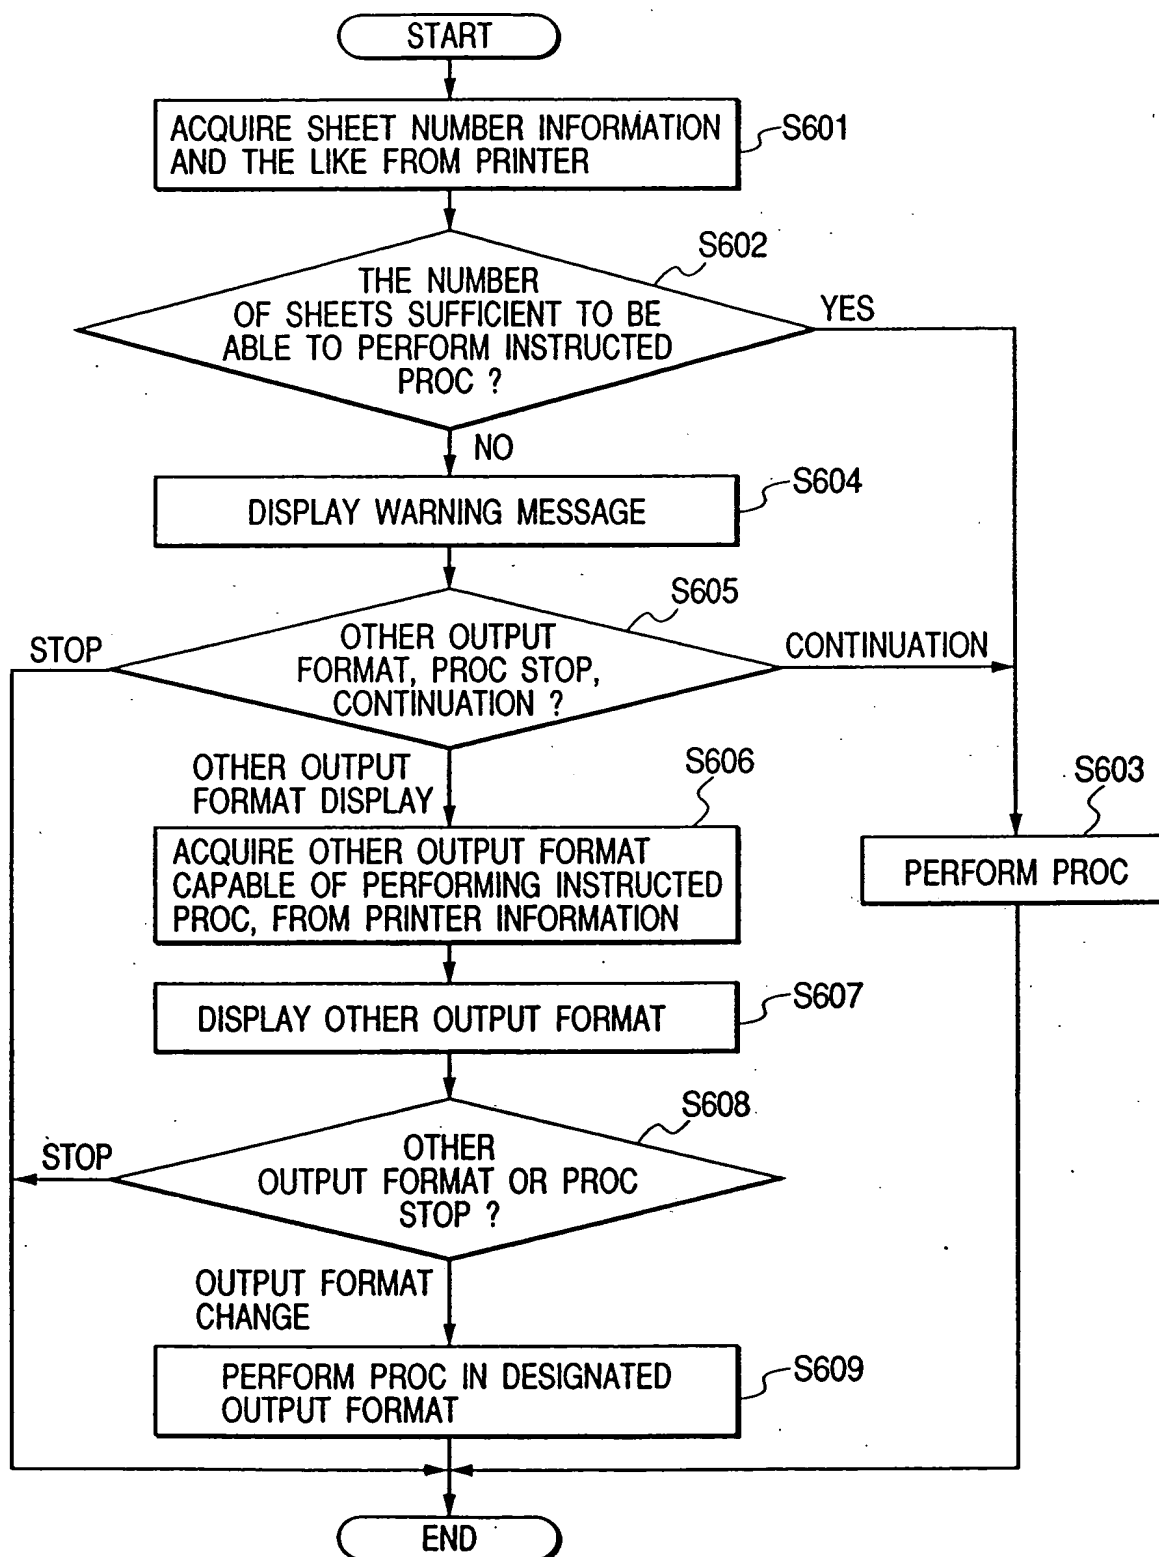 START
ACQUIRE SHEET NUMBER INFORMATION
AND THE LIKE FROM PRINTER
S601
S602
THE NUMBER
OF SHEETS SUFFICIENT TO BE
ABLE TO PERFORM INSTRUCTED
PROC ?
YES
NO
S604
DISPLAY WARNING MESSAGE
S605
STOP
OTHER OUTPUT
FORMAT, PROC STOP,
CONTINUATION ?
CONTINUATION
OTHER OUTPUT
FORMAT DISPLAY
S606
S603
ACQUIRE OTHER OUTPUT FORMAT
CAPABLE OF PERFORMING INSTRUCTED
PROC, FROM PRINTER INFORMATION
PERFORM PROC
S607
DISPLAY OTHER OUTPUT FORMAT
S608
STOP
OTHER
OUTPUT FORMAT OR PROC
STOP ?
OUTPUT FORMAT
CHANGE
S609
PERFORM PROC IN DESIGNATED
OUTPUT FORMAT
END